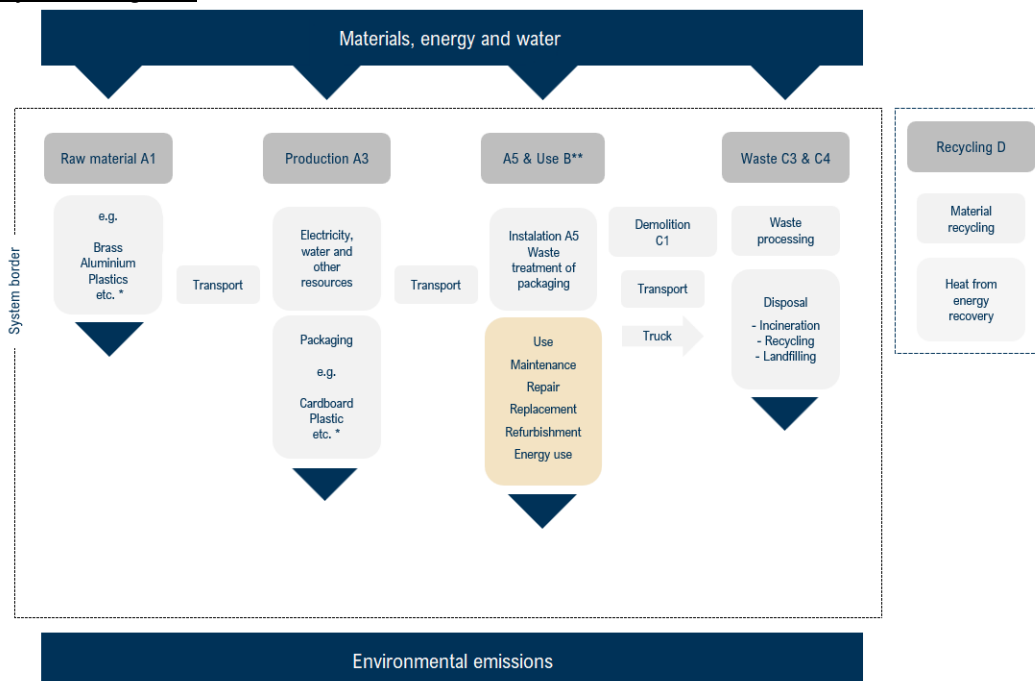 Materials, energy and water
System border
Raw material A1
e.g.
Brass
Aluminium
Plastics
etc. *
Transport
Production A3
Electricity,
water and
other
resources
Packaging
e.g.
Cardboard
Plastic
etc. *
Transport
A5 & Use B**
Instalation A5
Waste
treatment of
packaging
Use
Maintenance
Repair
Replacement
Refurbishment
Energy use
Demolition
C1
Transport
Truck
Waste C3 & C4
Waste
processing
Disposal
- Incineration
- Recycling
- Landfilling
Recycling D
Material
recycling
Heat from
energy
recovery
Environmental emissions